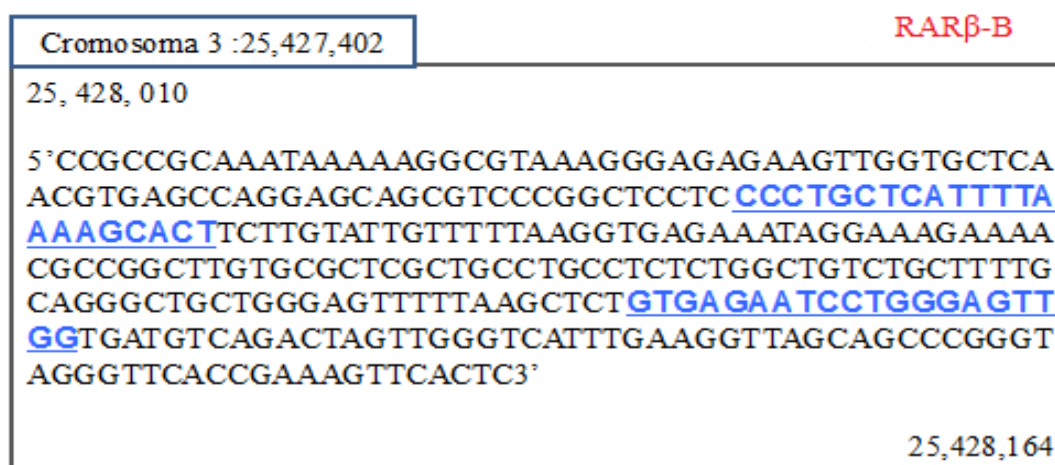 Cromosoma 3 :25,427,402
RARβ-B
25, 428, 010
5’CCGCCGCAAATAAAAAGGCGTAAAGGGAGAGAAGTTGGTGCTCA
ACGTGAGCCAGGAGCAGCGTCCCGGCTCCTCCCCTGCTCATTTTTA
AAAGCACTTCTTGTATTGTTTTTAAGGTGAGAAATAGGAAAGAAAA
CGCCGGCTTGTGCGCTCGCTGCCTGCCTCTCTGGCTGTCTGCTTTTG
CAGGGCTGCTGGGAGTTTTTAAGCTCTGTGAGAATCCTGGGAGTT
GGTGATGTCAGACTAGTTGGGTCATTTGAAGGTTAGCAGCCCGGGT
AGGGTTCACCGAAAGTTCACTC3’
25,428,164